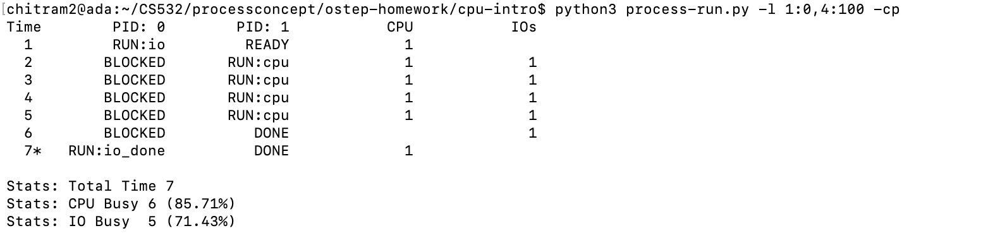 [chitram2@ada:~/CS532/processconcept/ostep-homework/cpu-intro$ python3 process-run.py -l 1:0,4:100 -cp
Time        PID: 0        PID: 1           CPU           IOs
  1         RUN:io         READY             1
  2        BLOCKED       RUN:cpu             1             1
  3        BLOCKED       RUN:cpu             1             1
  4        BLOCKED       RUN:cpu             1             1
  5        BLOCKED       RUN:cpu             1             1
  6        BLOCKED          DONE                           1
  7*   RUN:io_done          DONE             1

Stats: Total Time 7
Stats: CPU Busy 6 (85.71%)
Stats: IO Busy  5 (71.43%)